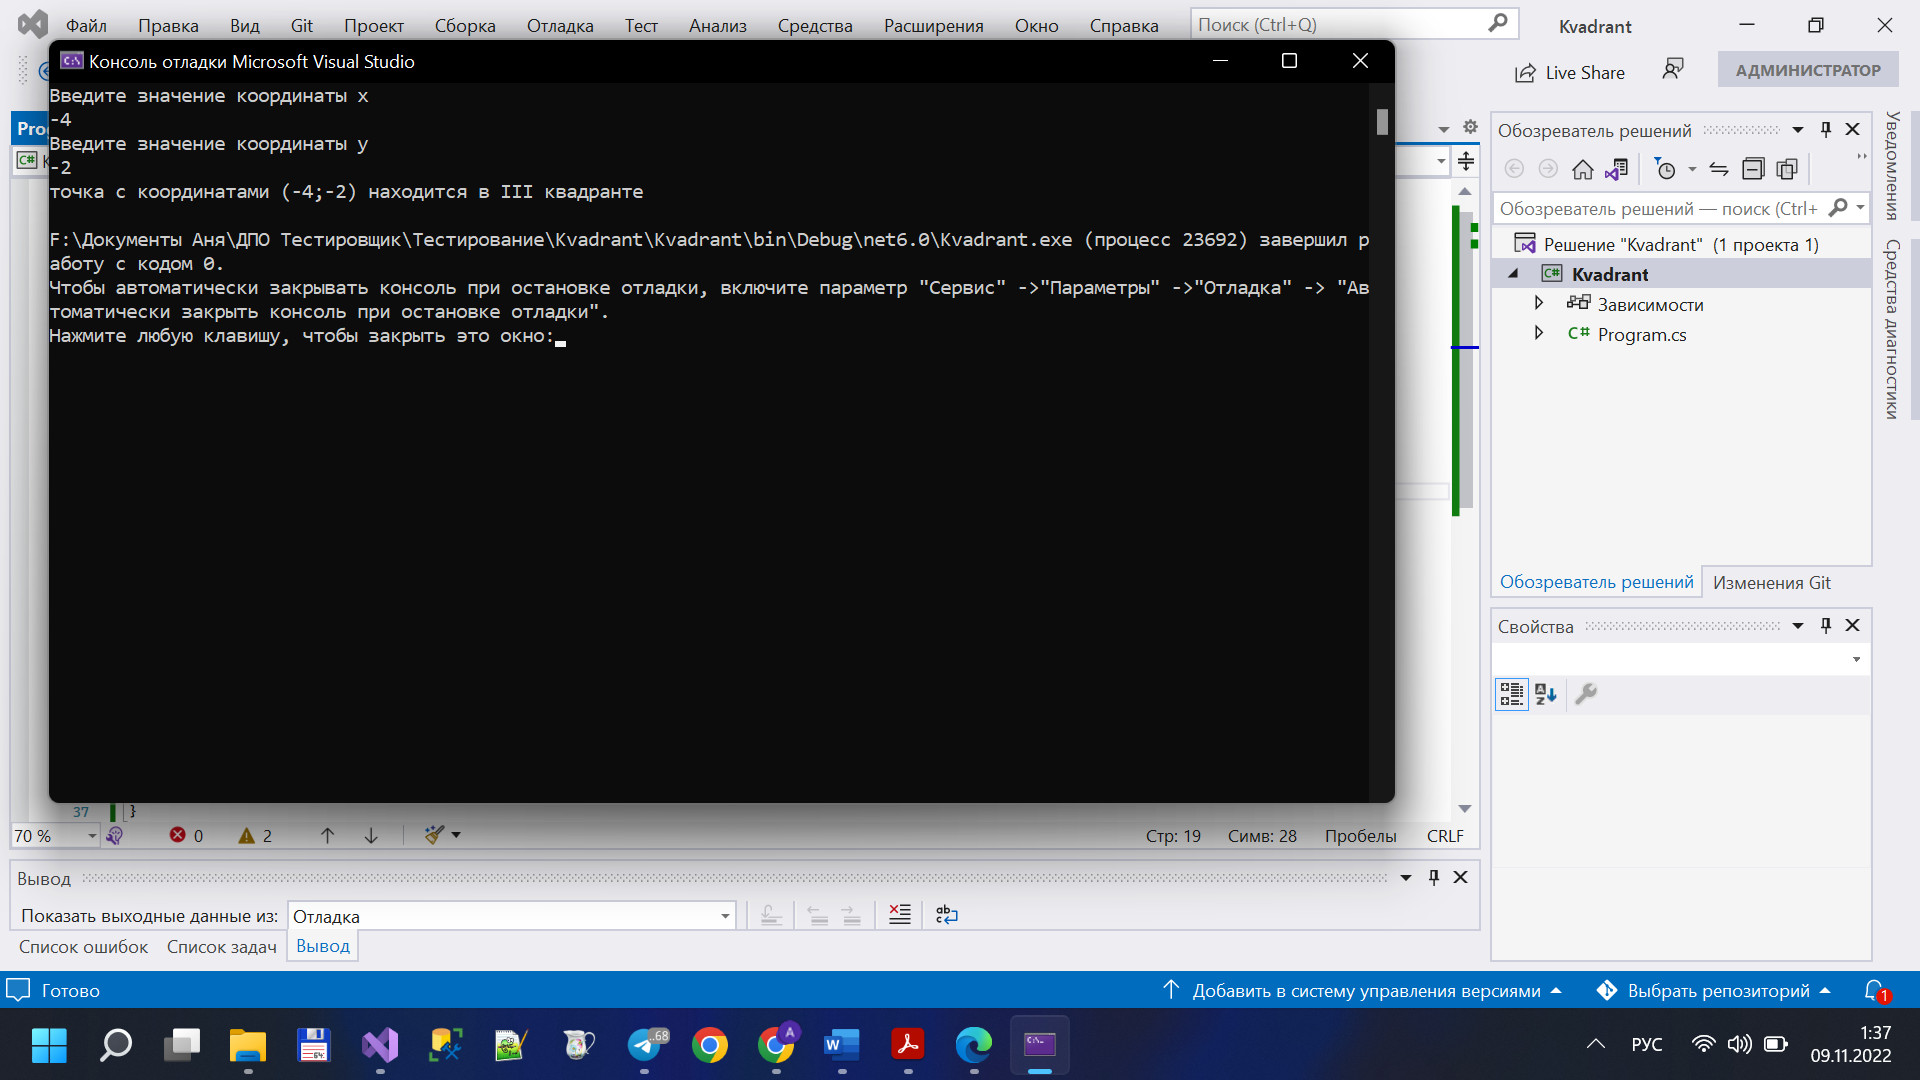 Файл Правка Вид Git Проект Сборка Отладка Тест Анализ Средства Расширения Окно Справка Поиск (Ctrl+Q) Kvadrant
Live Share АДМИНИСТРАТОР
Консоль отладки Microsoft Visual Studio
Введите значение координаты x
-4
Введите значение координаты y
-2
точка с координатами (-4;-2) находится в III квадранте
F:\Документы Аня\ДПО Тестировщик\Тестирование\Kvadrant\Kvadrant\bin\Debug\net6.0\Kvadrant.exe (процесс 23692) завершил р
аботу с кодом 0.
Чтобы автоматически закрывать консоль при остановке отладки, включите параметр "Сервис" ->"Параметры" ->"Отладка" -> "Ав
томатически закрыть консоль при остановке отладки".
Нажмите любую клавишу, чтобы закрыть это окно:
Обозреватель решений
Обозреватель решений — поиск (Ctrl+
Решение "Kvadrant" (1 проекта 1)
C# Kvadrant
Зависимости
C# Program.cs
Обозреватель решений Изменения Git
Свойства
Уведомления
Средства диагностики
37 }
70 % 0 2 Стр: 19 Симв: 28 Пробелы CRLF
Вывод
Показать выходные данные из: Отладка
Список ошибок Список задач Вывод
Готово Добавить в систему управления версиями Выбрать репозиторий 1
..68 A РУС 1:37
09.11.2022